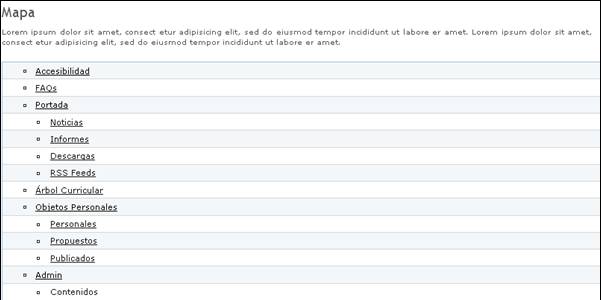 Mapa
Lorem ipsum dolor sit amet, consect etur adipisicing elit, sed do eiusmod tempor incididunt ut labore er amet. Lorem ipsum dolor sit amet,
consect etur adipisicing elit, sed do eiusmod tempor incididunt ut labore er amet.
Accesibilidad
FAQs
Portada
Noticias
Informes
Descargas
RSS Feeds
Árbol Curricular
Objetos Personales
Personales
Propuestos
Publicados
Admin
Contenidos